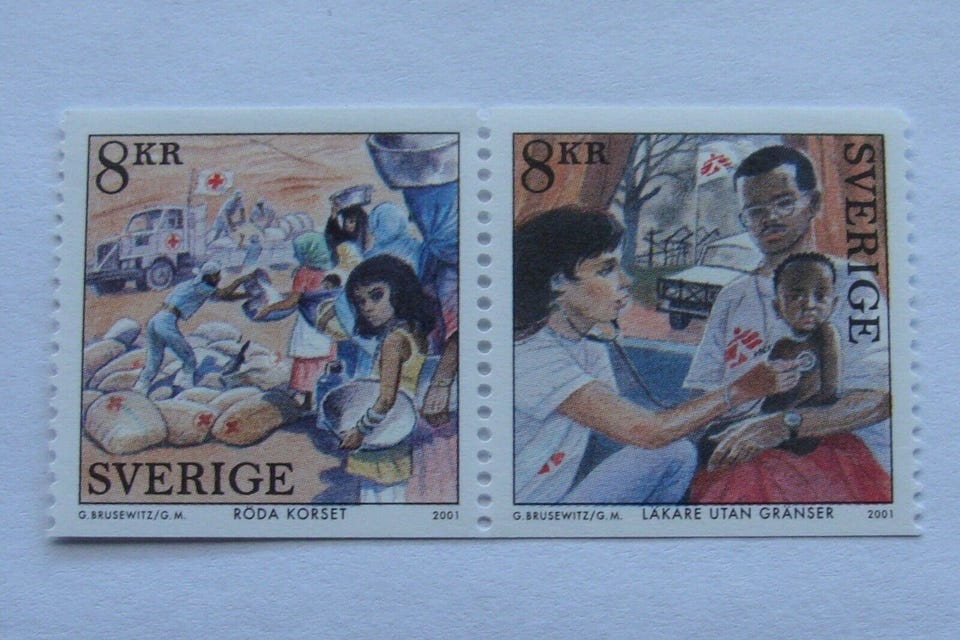 8KR
SVERIGE
G.BRUSEWITZ/G.M. RÖDA KORSET 2001
8KR
SVERIGE
G.BRUSEWITZ/G.M. LÄKARE UTAN GRÄNSER 2001